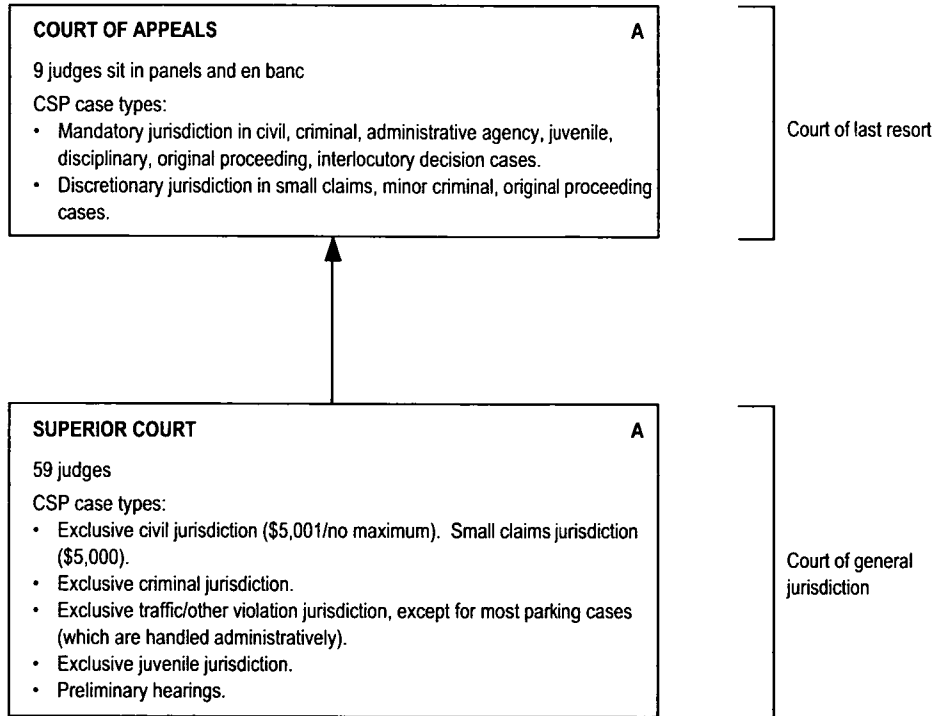 COURT OF APPEALS A
9 judges sit in panels and en banc
CSP case types:
• Mandatory jurisdiction in civil, criminal, administrative agency, juvenile,
disciplinary, original proceeding, interlocutory decision cases.
• Discretionary jurisdiction in small claims, minor criminal, original proceeding
cases.
Court of last resort
SUPERIOR COURT A
59 judges
CSP case types:
• Exclusive civil jurisdiction ($5,001/no maximum). Small claims jurisdiction
($5,000).
• Exclusive criminal jurisdiction.
• Exclusive traffic/other violation jurisdiction, except for most parking cases
(which are handled administratively).
• Exclusive juvenile jurisdiction.
• Preliminary hearings.
Court of general
jurisdiction